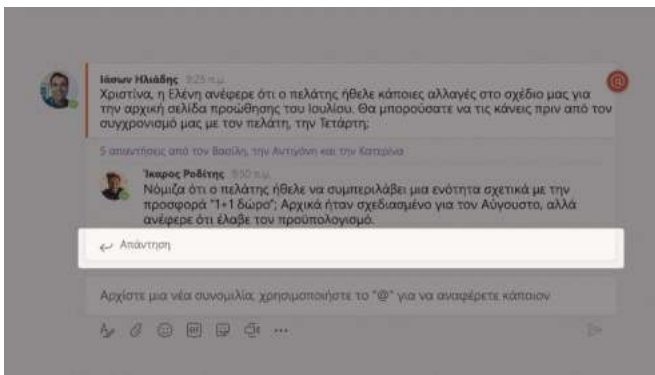 Ιάσων Ηλιάδης 9:25 π.μ.
Χριστίνα, η Ελένη ανέφερε ότι ο πελάτης ήθελε κάποιες αλλαγές στο σχέδιο μας για
την αρχική σελίδα προώθησης του Ιουλίου. Θα μπορούσατε να τις κάνεις πριν από τον
συγχρονισμό μας με τον πελάτη, την Τετάρτη;
5 απαντήσεις από τον Βασίλη, την Αντιγόνη και την Κατερίνα
Ίκαρος Ροδίτης 9:50 π.μ.
Νόμιζα ότι ο πελάτης ήθελε να συμπεριλάβει μια ενότητα σχετικά με την
προσφορά "1+1 δώρο"; Αρχικά ήταν σχεδιασμένο για τον Αύγουστο, αλλά
ανέφερε ότι έλαβε τον προϋπολογισμό.
Απάντηση
Αρχίστε μια νέα συνομιλία, χρησιμοποιήστε το "@" για να αναφέρετε κάποιον
GIF